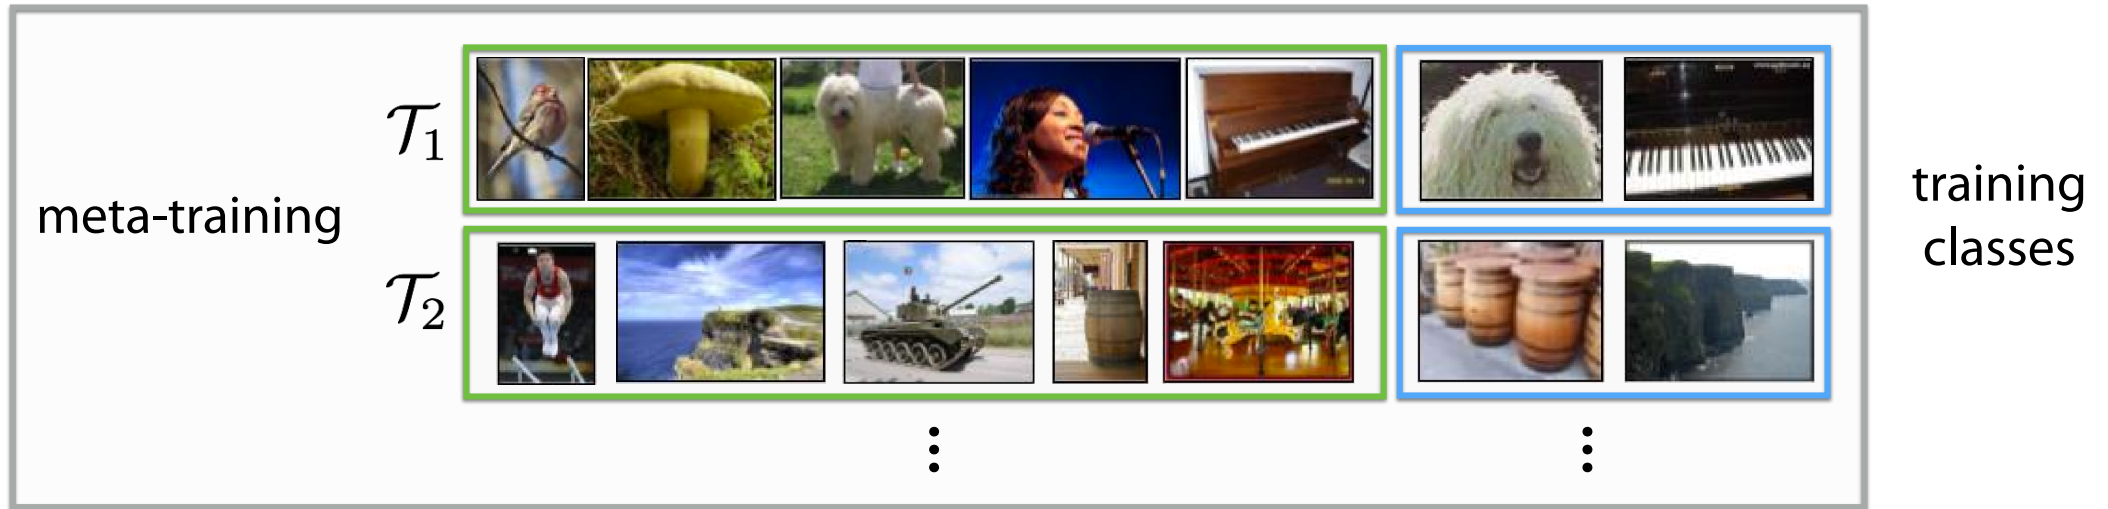 meta-training
𝒯₁
𝒯₂
training
classes